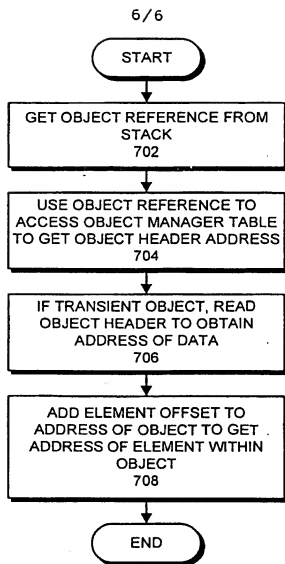 6/6
START
GET OBJECT REFERENCE FROM
STACK
702
USE OBJECT REFERENCE TO
ACCESS OBJECT MANAGER TABLE
TO GET OBJECT HEADER ADDRESS
704
IF TRANSIENT OBJECT, READ
OBJECT HEADER TO OBTAIN
ADDRESS OF DATA
706
ADD ELEMENT OFFSET TO
ADDRESS OF OBJECT TO GET
ADDRESS OF ELEMENT WITHIN
OBJECT
708
END